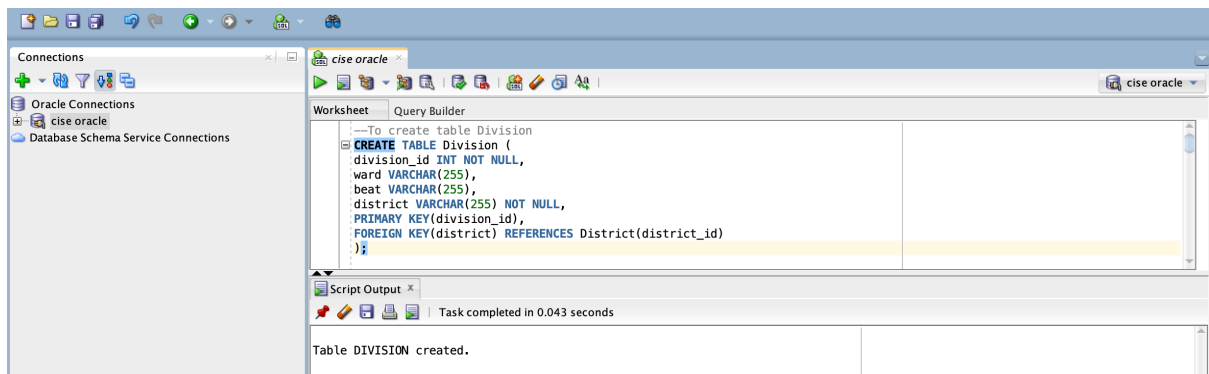 Connections
cise oracle
cise oracle
Oracle Connections
cise oracle
Database Schema Service Connections
Worksheet
Query Builder
--To create table Division
CREATE TABLE Division (
division_id INT NOT NULL,
ward VARCHAR(255),
beat VARCHAR(255),
district VARCHAR(255) NOT NULL,
PRIMARY KEY(division_id),
FOREIGN KEY(district) REFERENCES District(district_id)
);
Script Output
Task completed in 0.043 seconds
Table DIVISION created.